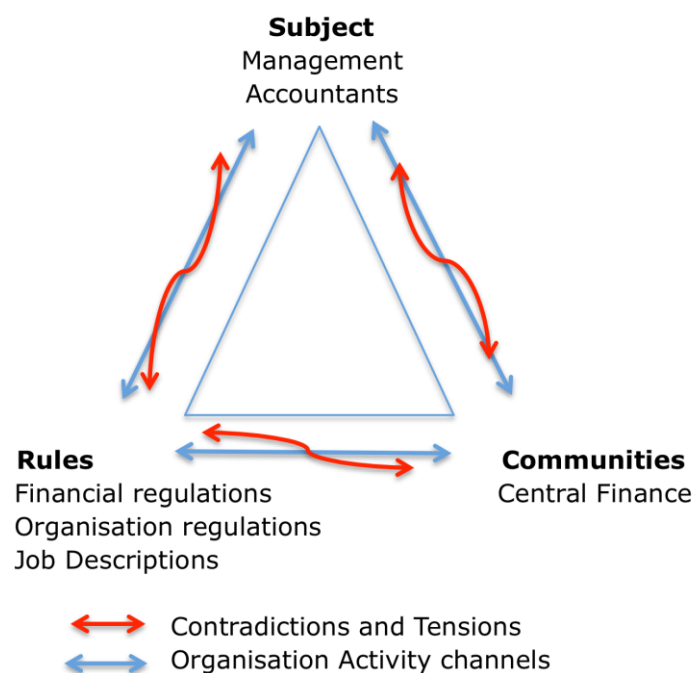 Subject
Management
Accountants
Rules
Financial regulations
Organisation regulations
Job Descriptions
Communities
Central Finance
Contradictions and Tensions
Organisation Activity channels